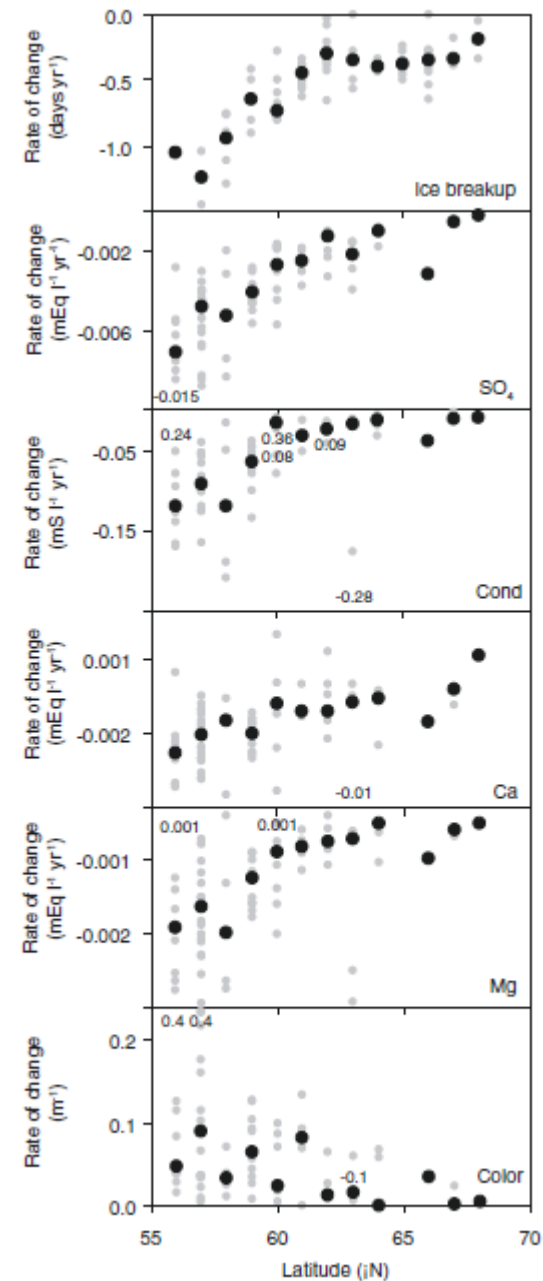 0.0
-0.5
-1.0
Rate of change
(days yr⁻¹)
Ice breakup
-0.002
-0.006
Rate of change
(mEq l⁻¹ yr⁻¹)
-0.015
SO₄
0.24
0.36
0.08
0.09
-0.05
-0.15
Rate of change
(mS l⁻¹ yr⁻¹)
-0.28
Cond
0.001
-0.002
Rate of change
(mEq l⁻¹ yr⁻¹)
-0.01
Ca
0.001
0.001
-0.001
-0.002
Rate of change
(mEq l⁻¹ yr⁻¹)
Mg
0.4 0.4
0.2
0.1
0.0
Rate of change
(m⁻¹)
-0.1
Color
55 60 65 70
Latitude (¡N)